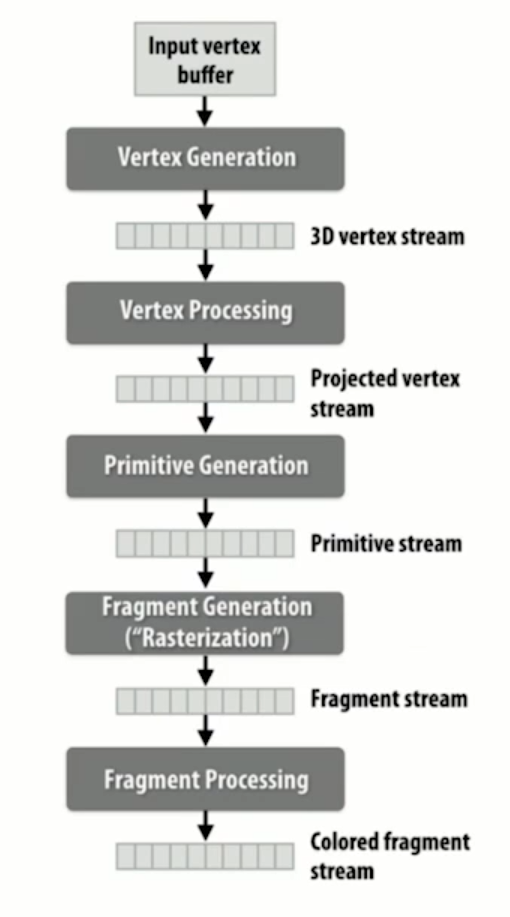 Input vertex
buffer
Vertex Generation
3D vertex stream
Vertex Processing
Projected vertex
stream
Primitive Generation
Primitive stream
Fragment Generation
(“Rasterization”)
Fragment stream
Fragment Processing
Colored fragment
stream